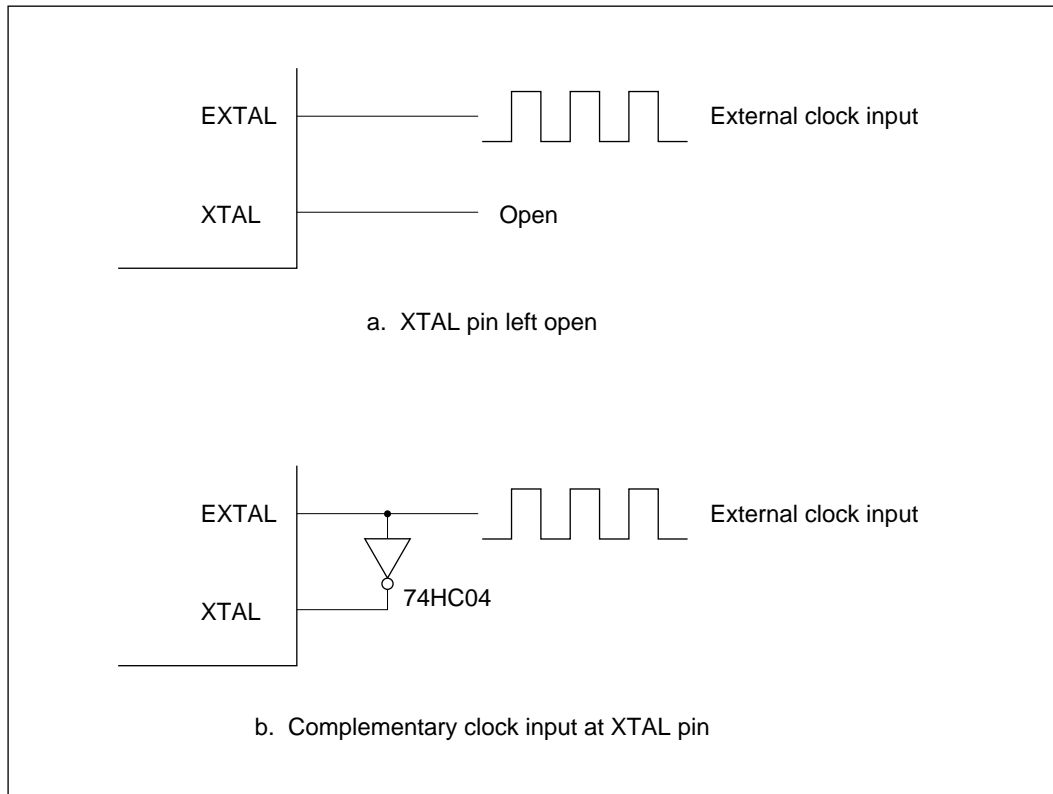 EXTAL
External clock input
XTAL
Open
a. XTAL pin left open
EXTAL
External clock input
74HC04
XTAL
b. Complementary clock input at XTAL pin